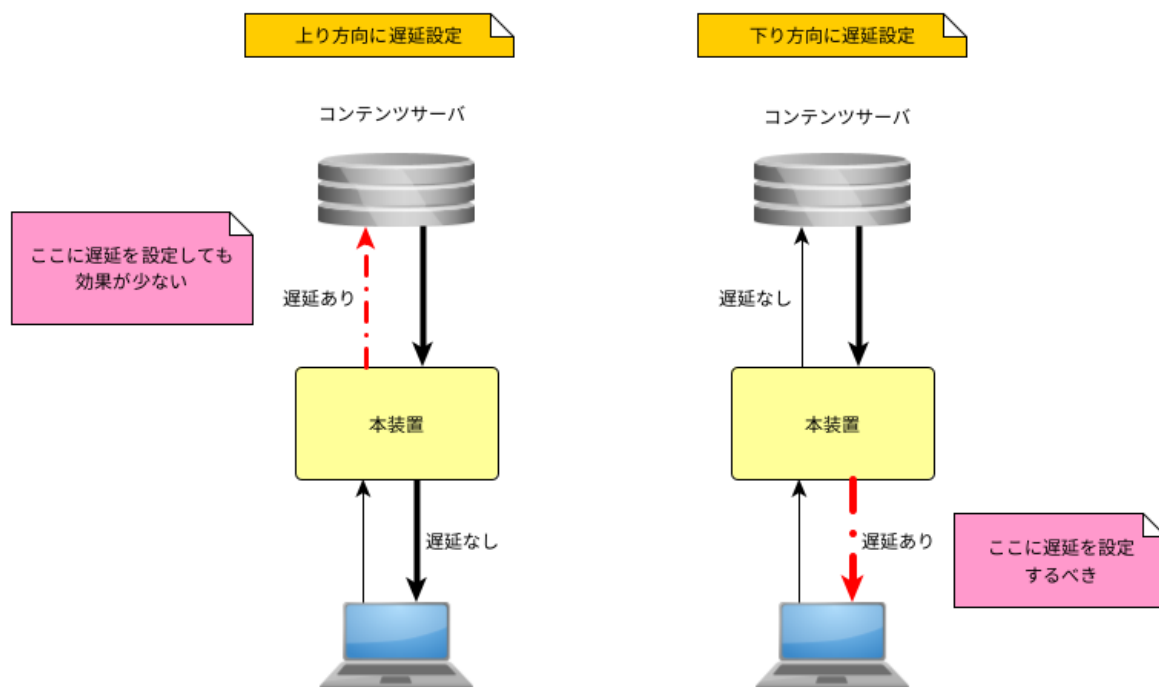 上り方向に遅延設定
下り方向に遅延設定
コンテンツサーバ
コンテンツサーバ
ここに遅延を設定しても
効果が少ない
遅延あり
遅延なし
本装置
本装置
遅延なし
遅延あり
ここに遅延を設定
するべき